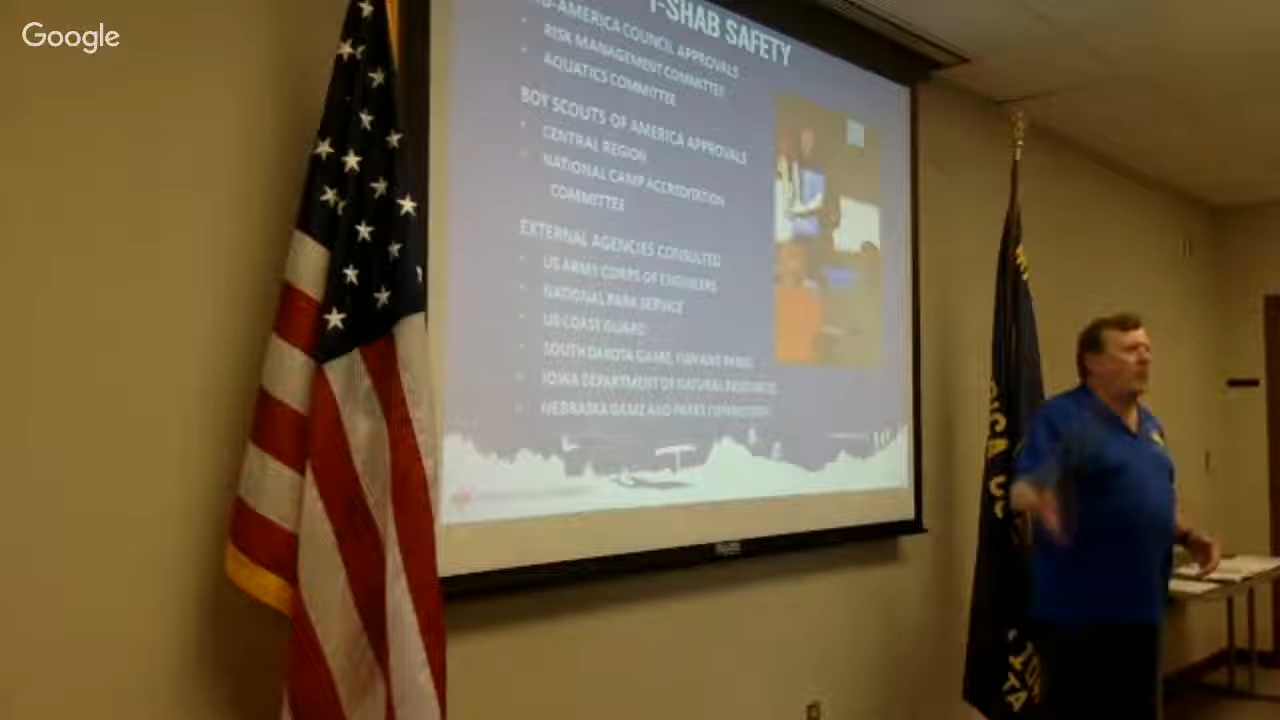 Google
T-SHAB SAFETY
MID-AMERICA COUNCIL APPROVALS
RISK MANAGEMENT COMMITTEE
AQUATICS COMMITTEE
BOY SCOUTS OF AMERICA APPROVALS
CENTRAL REGION
NATIONAL CAMP ACCREDITATION
COMMITTEE
EXTERNAL AGENCIES CONSULTED
US ARMY CORPS OF ENGINEERS
NATIONAL PARK SERVICE
US COAST GUARD
SOUTH DAKOTA GAME, FISH AND PARKS
IOWA DEPARTMENT OF NATURAL RESOURCES
NEBRASKA GAME AND PARKS COMMISSION